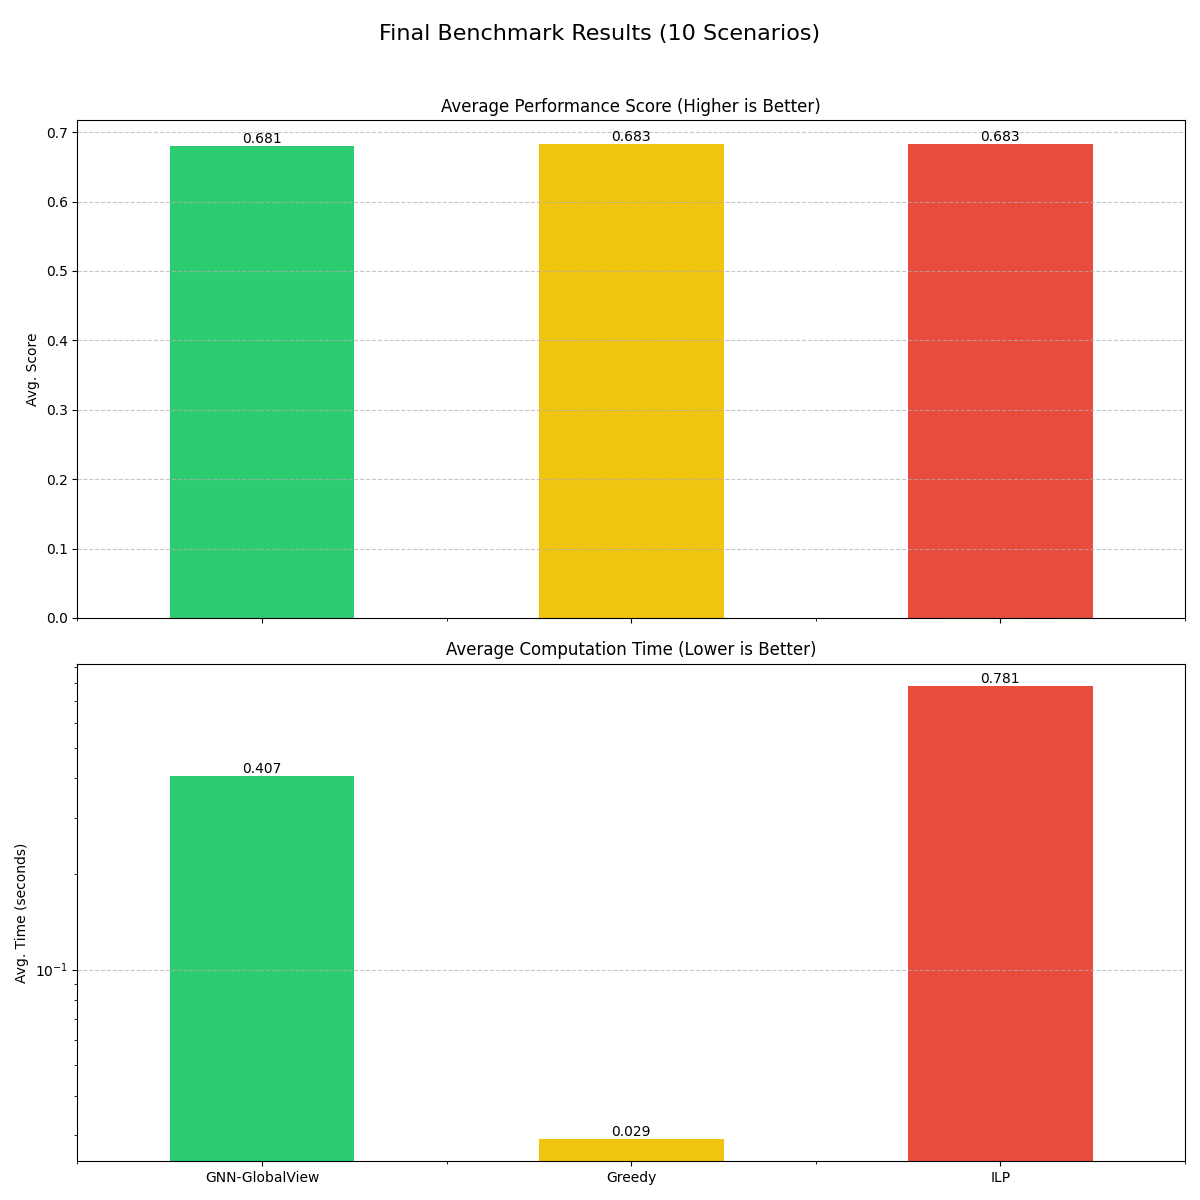 Final Benchmark Results (10 Scenarios)
Average Performance Score (Higher is Better)
0.7
0.6
0.5
0.4
0.3
0.2
0.1
0.0
Avg. Score
0.681
0.683
0.683
Average Computation Time (Lower is Better)
10⁻¹
Avg. Time (seconds)
0.407
0.029
0.781
GNN-GlobalView
Greedy
ILP